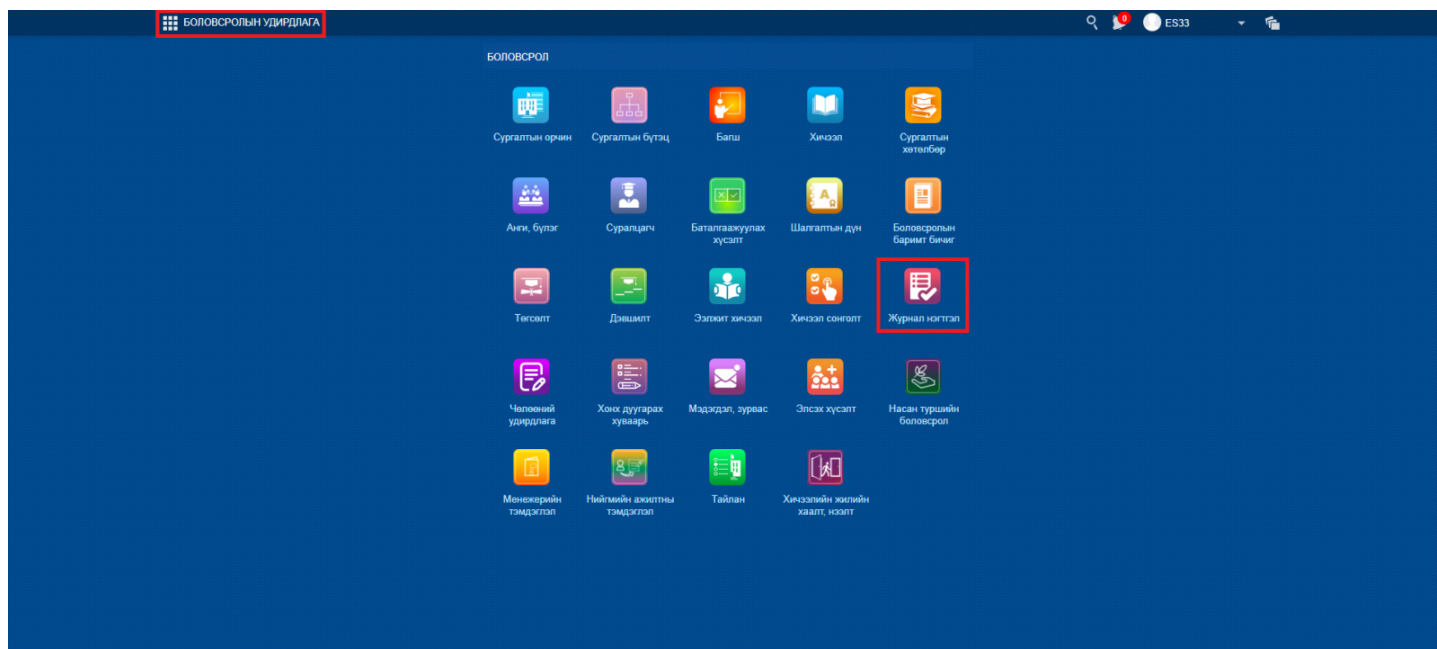 БОЛОВСРОЛЫН УДИРДЛАГА
0
ES33
БОЛОВСРОЛ
Сургалтын орчин
Сургалтын бүтэц
Багш
Хичээл
Сургалтын
хөтөлбөр
Анги, бүлэг
Суралцагч
Баталгаажуулах
хүсэлт
Шалгалтын дүн
Боловсролын
баримт бичиг
Төгсөлт
Дэвшилт
Ээлжит хичээл
Хичээл сонголт
Журнал нэгтгэл
Чөлөөний
удирдлага
Хонх дуугарах
хуваарь
Мэдэгдэл, зурвас
Элсэх хүсэлт
Насан туршийн
боловсрол
Менежерийн
тэмдэглэл
Нийгмийн ажилтны
тэмдэглэл
Тайлан
Хичээлийн жилийн
хаалт, нээлт